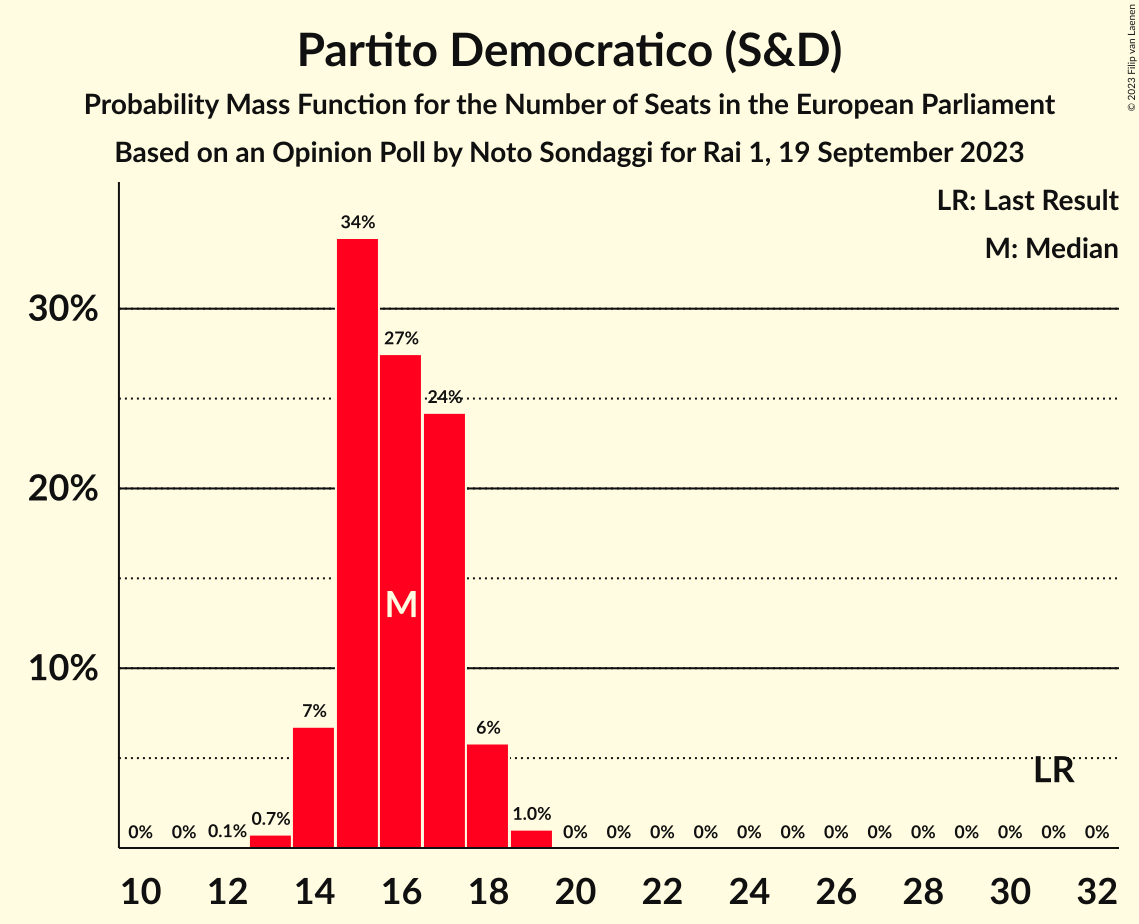 Partito Democratico (S&D)
Probability Mass Function for the Number of Seats in the European Parliament
Based on an Opinion Poll by Noto Sondaggi for Rai 1, 19 September 2023
© 2023 Filip van Laenen
LR: Last Result
M: Median
34%
30%
27%
24%
20%
M
10%
7%
6%
LR
0% 0% 0.1% 0.7% 1.0% 0% 0% 0% 0% 0% 0% 0% 0% 0% 0% 0% 0% 0%
10 12 14 16 18 20 22 24 26 28 30 32